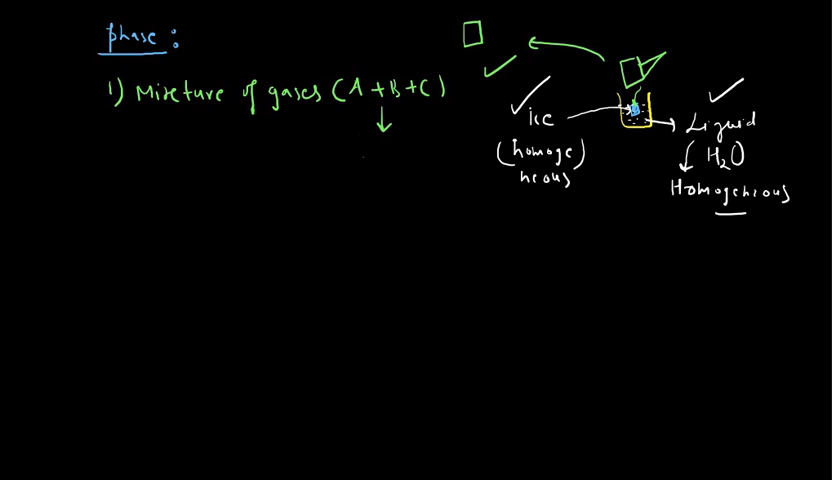 phase :
1) Mixture of gases (A + B + C)
ice
(homoge)
neous
Liquid
H₂O
Homogenious